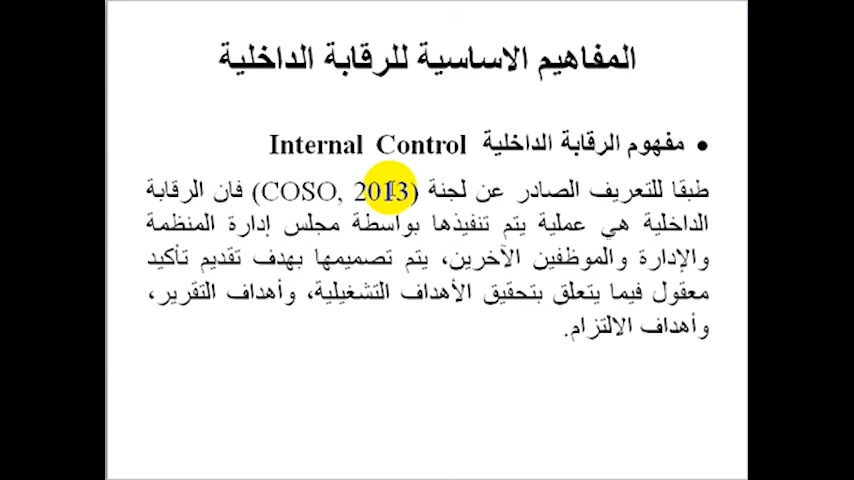 المفاهيم الاساسية للرقابة الداخلية
• مفهوم الرقابة الداخلية Internal Control
طبقا للتعريف الصادر عن لجنة (COSO, 2013) فان الرقابة
الداخلية هي عملية يتم تنفيذها بواسطة مجلس إدارة المنظمة
والإدارة والموظفين الآخرين، يتم تصميمها بهدف تقديم تأكيد
معقول فيما يتعلق بتحقيق الأهداف التشغيلية، وأهداف التقرير،
وأهداف الالتزام.